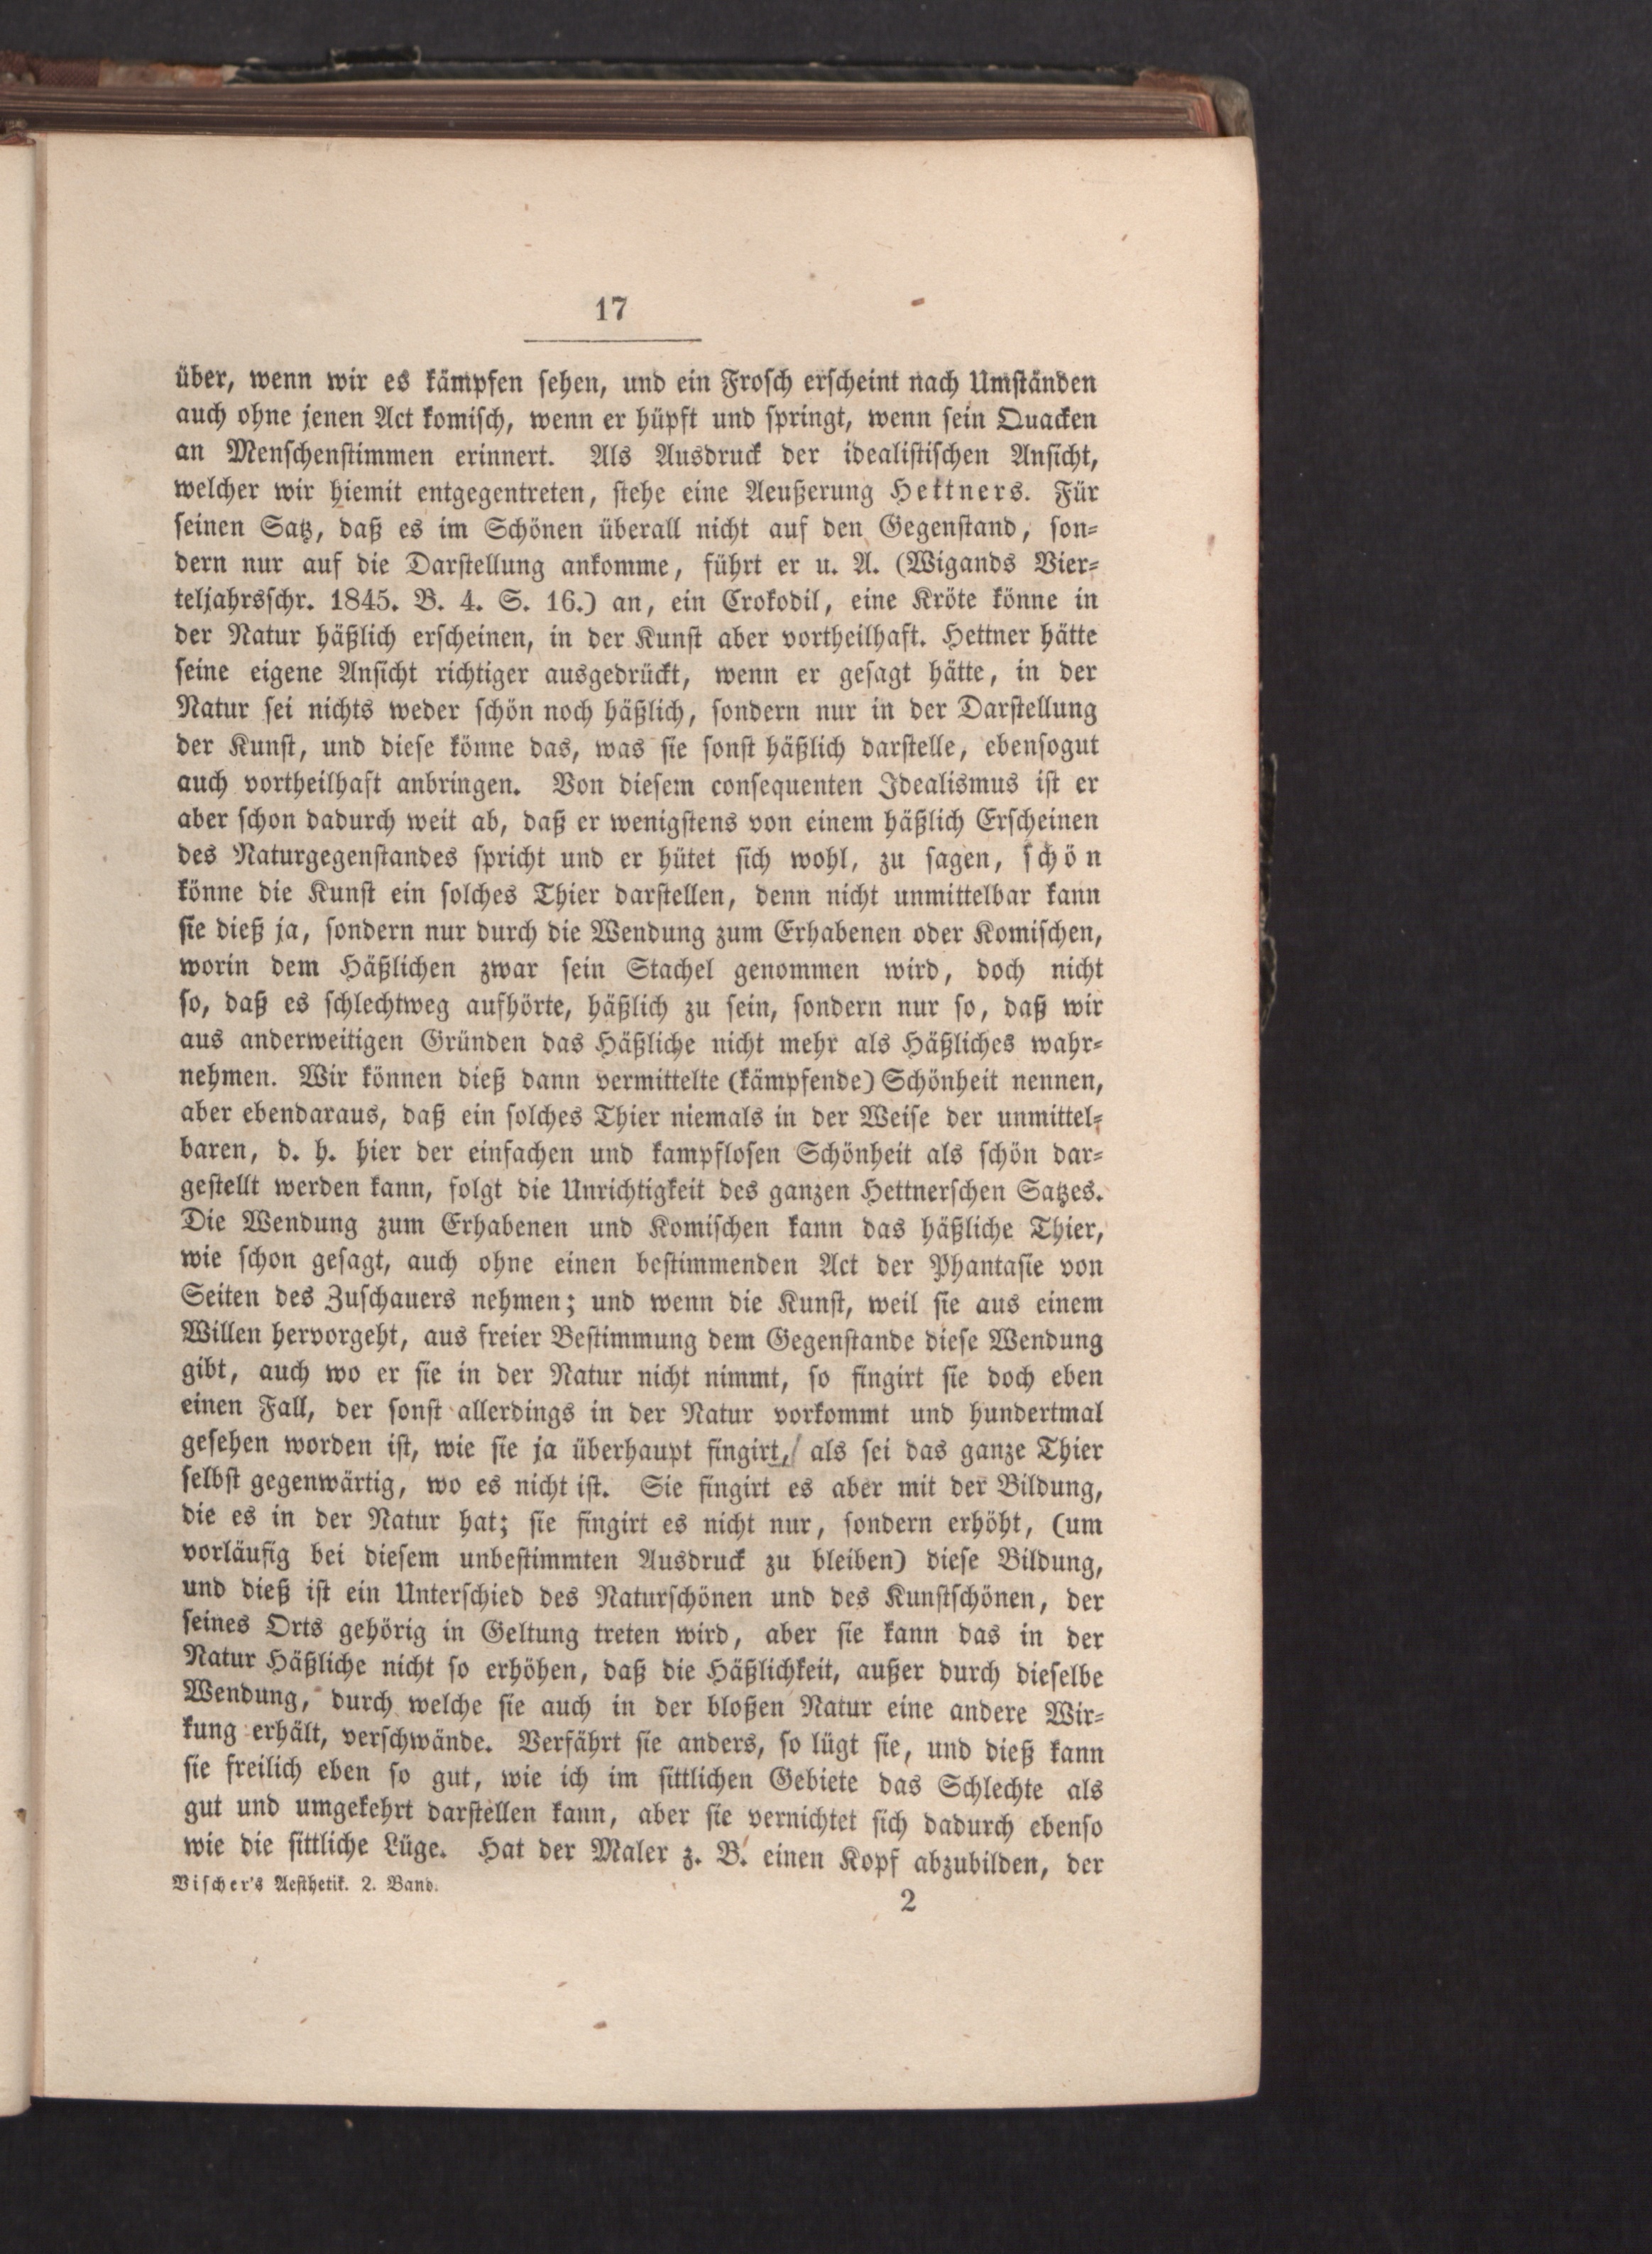 17
über, wenn wir es kämpfen sehen, und ein Frosch erscheint nach Umständen
auch ohne jenen Act komisch, wenn er hüpft und springt, wenn sein Quacken
an Menschenstimmen erinnert. Als Ausdruck der idealistischen Ansicht,
welcher wir hiemit entgegentreten, stehe eine Aeußerung Hettners. Für
seinen Satz, daß es im Schönen überall nicht auf den Gegenstand, son-
dern nur auf die Darstellung ankomme, führt er u. A. (Wigands Vier-
teljahrsschr. 1845. B. 4. S. 16.) an, ein Crokodil, eine Kröte könne in
der Natur häßlich erscheinen, in der Kunst aber vortheilhaft. Hettner hätte
seine eigene Ansicht richtiger ausgedrückt, wenn er gesagt hätte, in der
Natur sei nichts weder schön noch häßlich, sondern nur in der Darstellung
der Kunst, und diese könne das, was sie sonst häßlich darstelle, ebensogut
auch vortheilhaft anbringen. Von diesem consequenten Idealismus ist er
aber schon dadurch weit ab, daß er wenigstens von einem häßlich Erscheinen
des Naturgegenstandes spricht und er hütet sich wohl, zu sagen, schön
könne die Kunst ein solches Thier darstellen, denn nicht unmittelbar kann
sie dieß ja, sondern nur durch die Wendung zum Erhabenen oder Komischen,
worin dem Häßlichen zwar sein Stachel genommen wird, doch nicht
so, daß es schlechtweg aufhörte, häßlich zu sein, sondern nur so, daß wir
aus anderweitigen Gründen das Häßliche nicht mehr als Häßliches wahr-
nehmen. Wir können dieß dann vermittelte (kämpfende) Schönheit nennen,
aber ebendaraus, daß ein solches Thier niemals in der Weise der unmittel-
baren, d. h. hier der einfachen und kampflosen Schönheit als schön dar-
gestellt werden kann, folgt die Unrichtigkeit des ganzen Hettnerschen Satzes.
Die Wendung zum Erhabenen und Komischen kann das häßliche Thier,
wie schon gesagt, auch ohne einen bestimmenden Act der Phantasie von
Seiten des Zuschauers nehmen; und wenn die Kunst, weil sie aus einem
Willen hervorgeht, aus freier Bestimmung dem Gegenstande diese Wendung
gibt, auch wo er sie in der Natur nicht nimmt, so fingirt sie doch eben
einen Fall, der sonst allerdings in der Natur vorkommt und hundertmal
gesehen worden ist, wie sie ja überhaupt fingirt, als sei das ganze Thier
selbst gegenwärtig, wo es nicht ist. Sie fingirt es aber mit der Bildung,
die es in der Natur hat; sie fingirt es nicht nur, sondern erhöht, (um
vorläufig bei diesem unbestimmten Ausdruck zu bleiben) diese Bildung,
und dieß ist ein Unterschied des Naturschönen und des Kunstschönen, der
seines Orts gehörig in Geltung treten wird, aber sie kann das in der
Natur Häßliche nicht so erhöhen, daß die Häßlichkeit, außer durch dieselbe
Wendung, durch welche sie auch in der bloßen Natur eine andere Wir-
kung erhält, verschwände. Verfährt sie anders, so lügt sie, und dieß kann
sie freilich eben so gut, wie ich im sittlichen Gebiete das Schlechte als
gut und umgekehrt darstellen kann, aber sie vernichtet sich dadurch ebenso
wie die sittliche Lüge. Hat der Maler z. B. einen Kopf abzubilden, der
Vischer's Aesthetik. 2. Band.
2